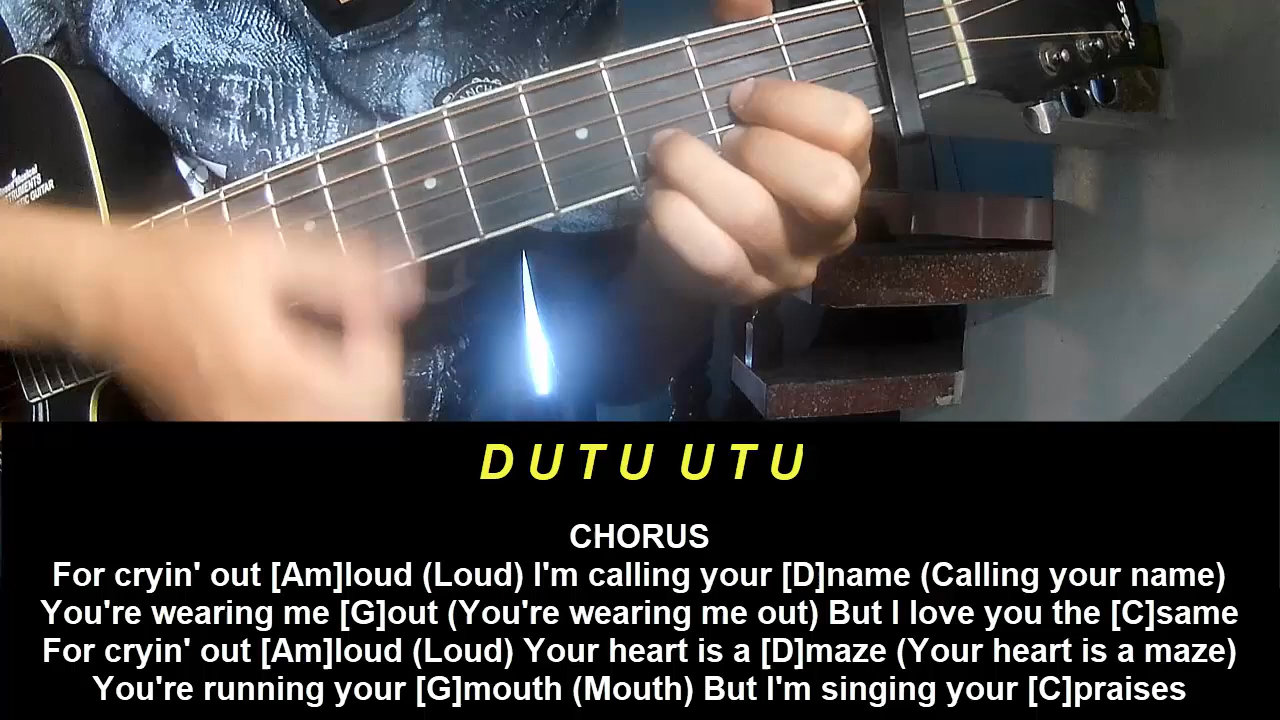 D U T U U T U
CHORUS
For cryin' out [Am]loud (Loud) I'm calling your [D]name (Calling your name)
You're wearing me [G]out (You're wearing me out) But I love you the [C]same
For cryin' out [Am]loud (Loud) Your heart is a [D]maze (Your heart is a maze)
You're running your [G]mouth (Mouth) But I'm singing your [C]praises